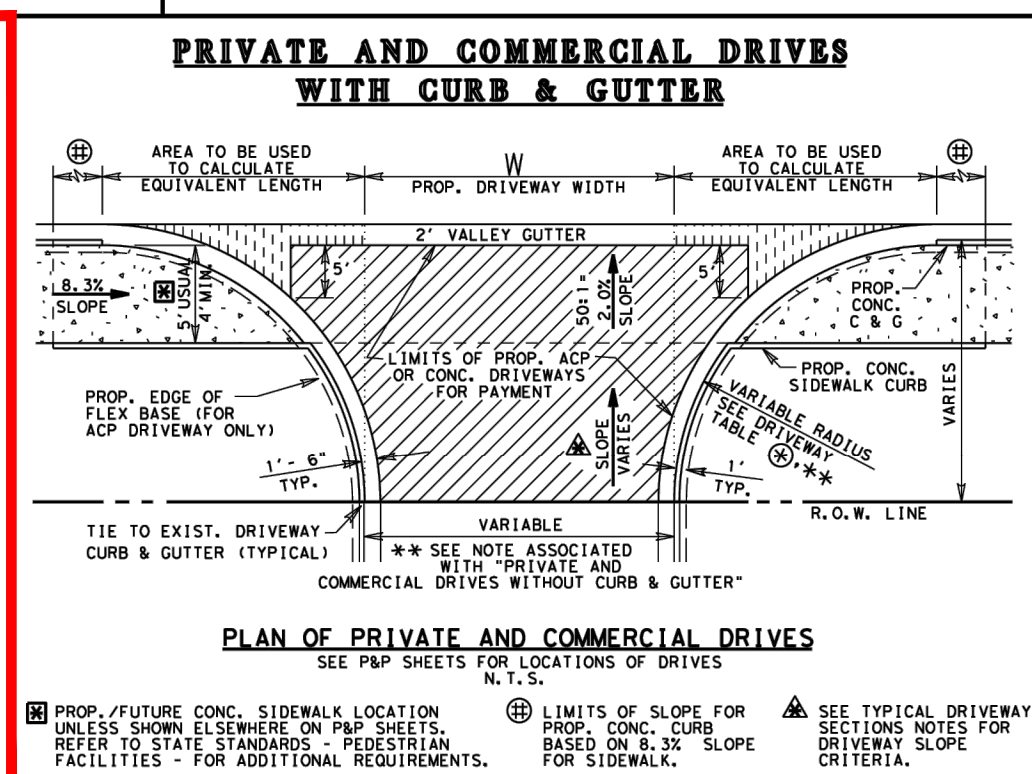 PRIVATE AND COMMERCIAL DRIVES
WITH CURB & GUTTER
#
AREA TO BE USED
TO CALCULATE
EQUIVALENT LENGTH
W
PROP. DRIVEWAY WIDTH
AREA TO BE USED
TO CALCULATE
EQUIVALENT LENGTH
#
2' VALLEY GUTTER
5'
5'
8.3%
SLOPE
*
5' USUAL
4' MIN.
50:1=
2.0%
SLOPE
PROP.
CONC.
C & G
LIMITS OF PROP. ACP
OR CONC. DRIVEWAYS
FOR PAYMENT
PROP. CONC.
SIDEWALK CURB
PROP. EDGE OF
FLEX BASE (FOR
ACP DRIVEWAY ONLY)
VARIABLE RADIUS
SEE DRIVEWAY
TABLE *,**
VARIES
*
SLOPE
VARIES
1'- 6"
TYP.
1'
TYP.
R.O.W. LINE
TIE TO EXIST. DRIVEWAY
CURB & GUTTER (TYPICAL)
VARIABLE
** SEE NOTE ASSOCIATED
WITH "PRIVATE AND
COMMERCIAL DRIVES WITHOUT CURB & GUTTER"
PLAN OF PRIVATE AND COMMERCIAL DRIVES
SEE P&P SHEETS FOR LOCATIONS OF DRIVES
N.T.S.
* PROP./FUTURE CONC. SIDEWALK LOCATION
UNLESS SHOWN ELSEWHERE ON P&P SHEETS.
REFER TO STATE STANDARDS - PEDESTRIAN
FACILITIES - FOR ADDITIONAL REQUIREMENTS.
# LIMITS OF SLOPE FOR
PROP. CONC. CURB
BASED ON 8.3% SLOPE
FOR SIDEWALK.
* SEE TYPICAL DRIVEWAY
SECTIONS NOTES FOR
DRIVEWAY SLOPE
CRITERIA.